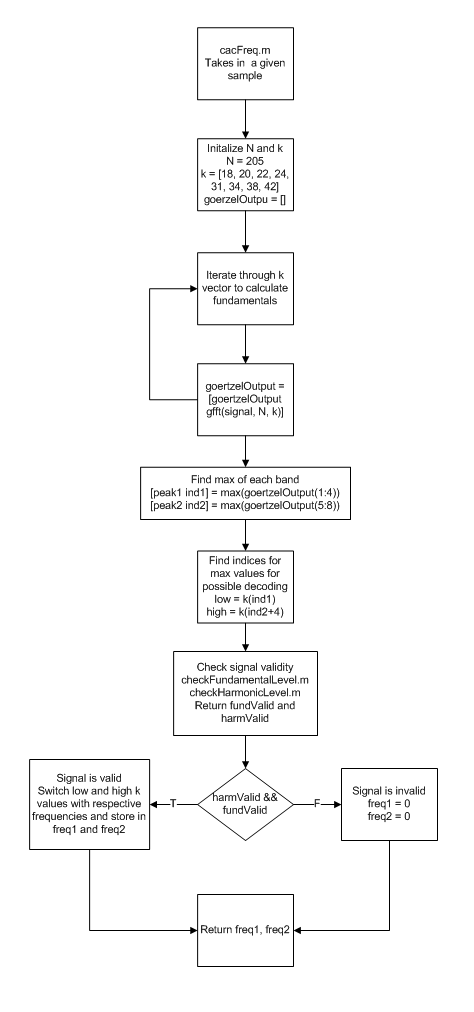 cacFreq.m
Takes in a given
sample
Initalize N and k
N = 205
k = [18, 20, 22, 24,
31, 34, 38, 42]
goerzelOutpu = []
Iterate through k
vector to calculate
fundamentals
goertzelOutput =
[goertzelOutput
gfft(signal, N, k)]
Find max of each band
[peak1 ind1] = max(goertzelOutput(1:4))
[peak2 ind2] = max(goertzelOutput(5:8))
Find indices for
max values for
possible decoding
low = k(ind1)
high = k(ind2+4)
Check signal validity
checkFundamentalLevel.m
checkHarmonicLevel.m
Return fundValid and
harmValid
harmValid &&
fundValid
T
F
Signal is valid
Switch low and high k
values with respective
frequencies and store in
freq1 and freq2
Signal is invalid
freq1 = 0
freq2 = 0
Return freq1, freq2